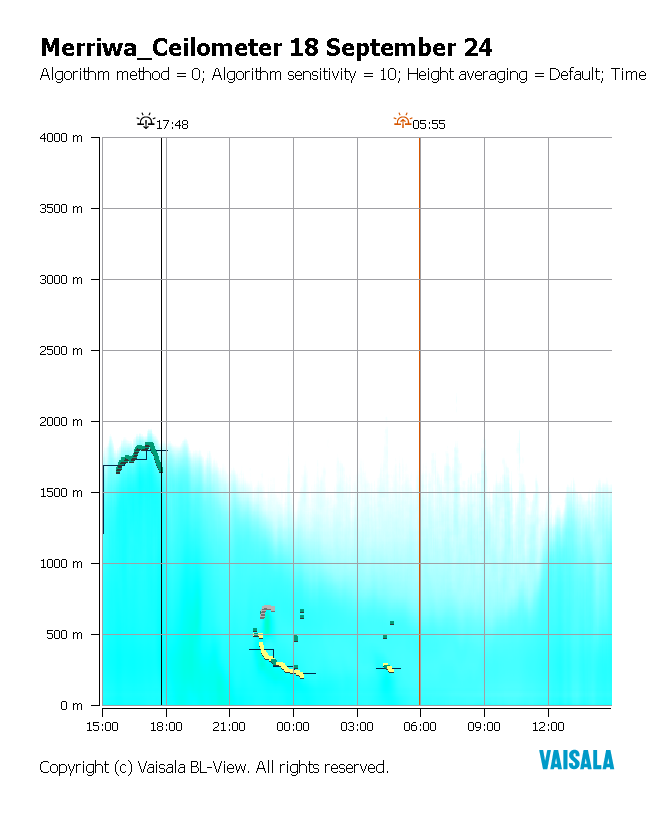 Merriwa_Ceilometer 18 September 24
Algorithm method = 0; Algorithm sensitivity = 10; Height averaging = Default; Time
17:48 05:55
4000 m
3500 m
3000 m
2500 m
2000 m
1500 m
1000 m
500 m
0 m
15:00 18:00 21:00 00:00 03:00 06:00 09:00 12:00
Copyright (c) Vaisala BL-View. All rights reserved.
VAISALA